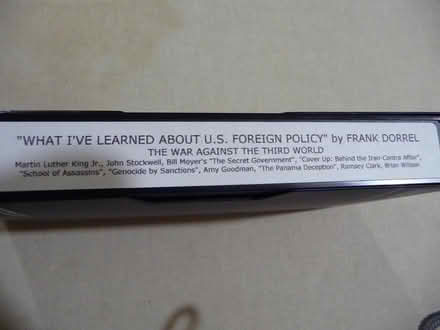 "WHAT I'VE LEARNED ABOUT U.S. FOREIGN POLICY" by FRANK DORREL
THE WAR AGAINST THE THIRD WORLD
Martin Luther King Jr., John Stockwell, Bill Moyer's "The Secret Government", "Cover Up: Behind the Iran-Contra Affair",
"School of Assassins", "Genocide by Sanctions", Amy Goodman, "The Panama Deception", Ramsey Clark, Brian Willson